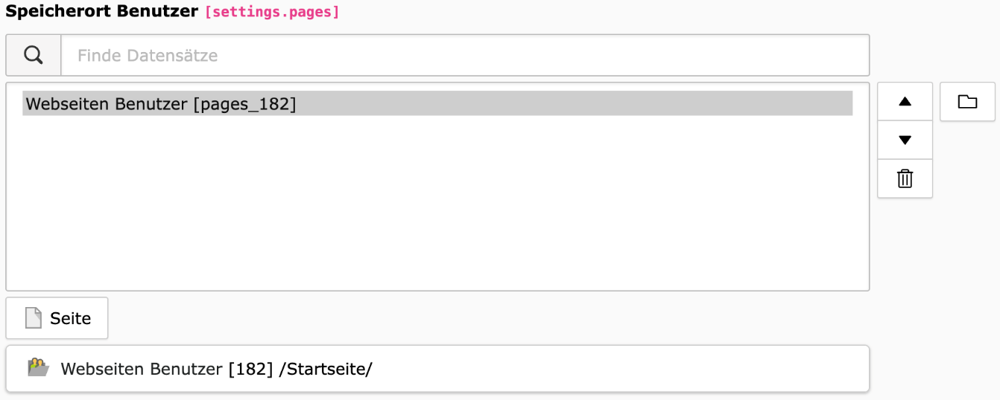 Speicherort Benutzer [settings.pages]
Finde Datensätze
Webseiten Benutzer [pages_182]
Seite
Webseiten Benutzer [182] /Startseite/